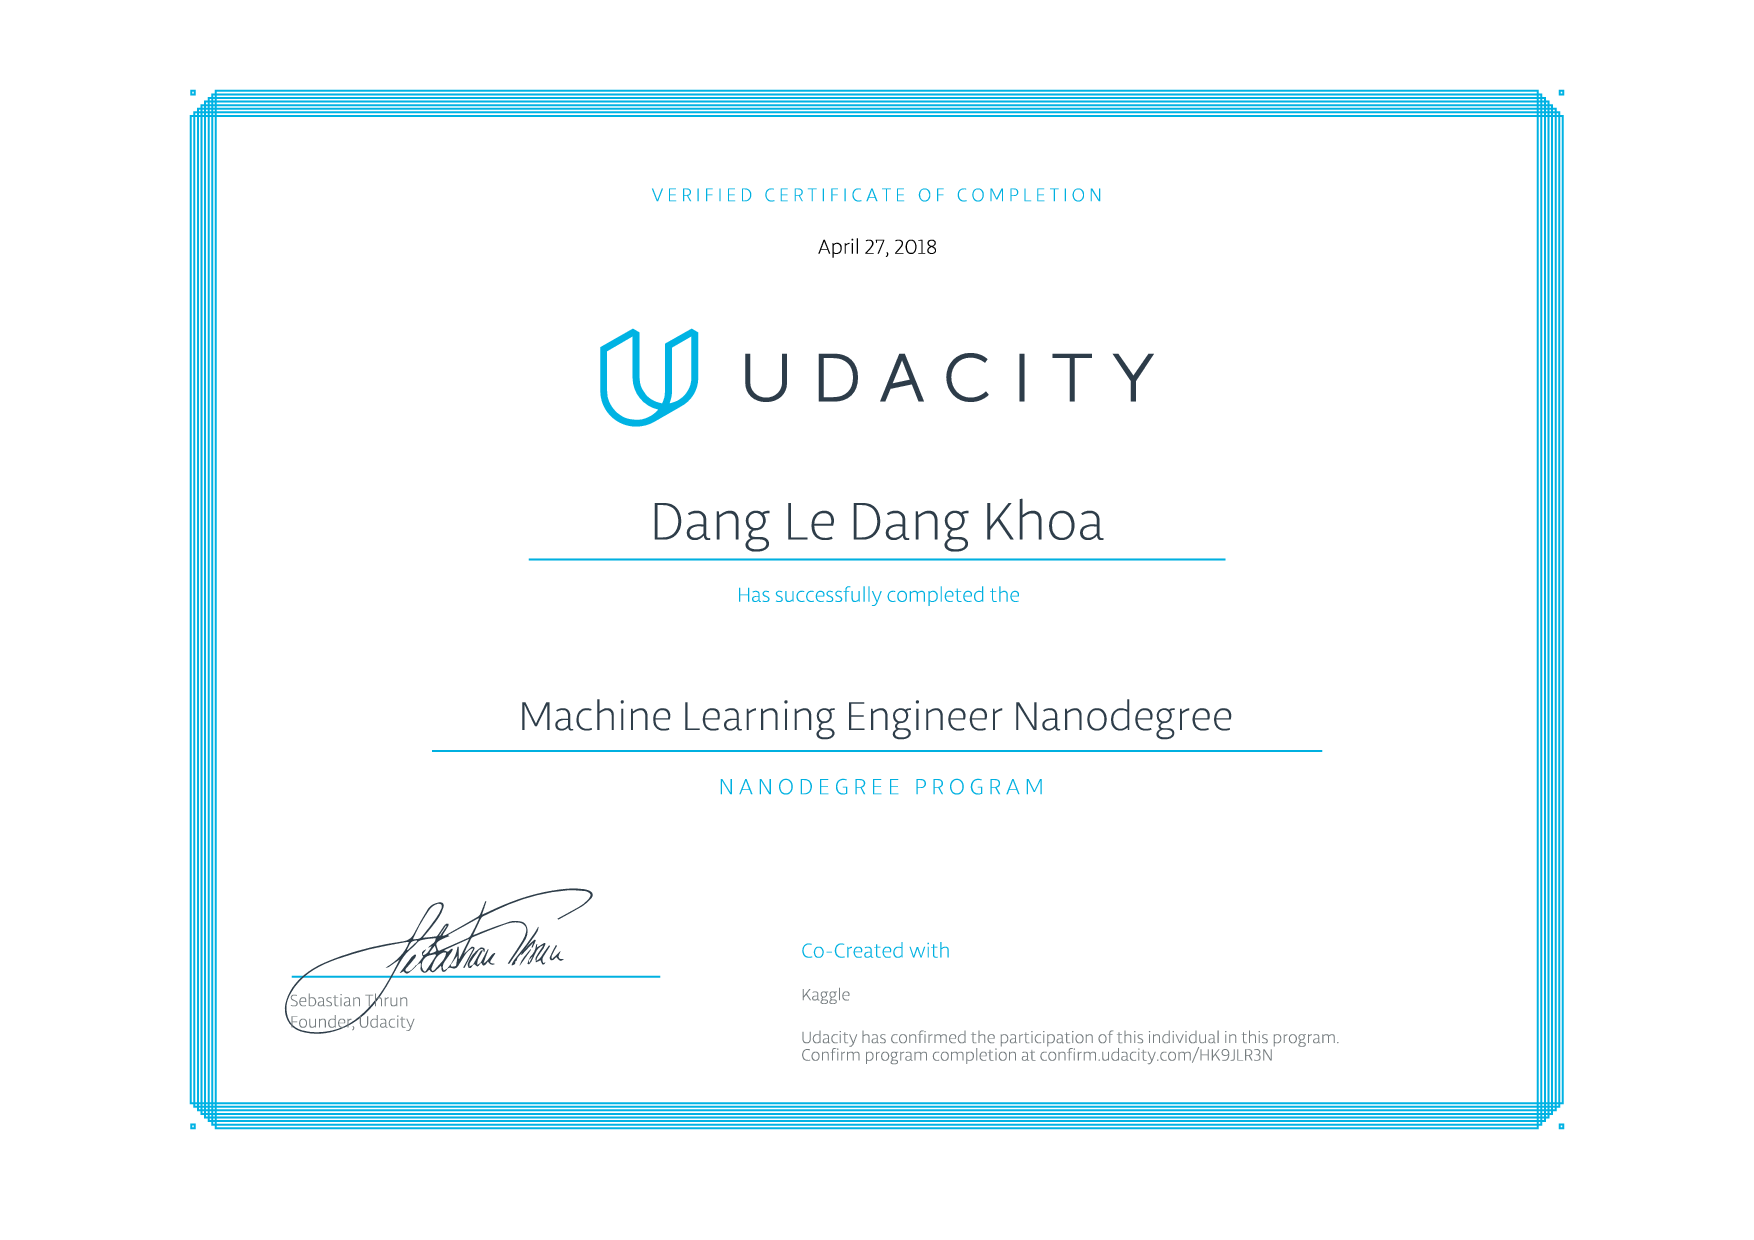 VERIFIED CERTIFICATE OF COMPLETION
April 27, 2018
UDACITY
Dang Le Dang Khoa
Has successfully completed the
Machine Learning Engineer Nanodegree
NANODEGREE PROGRAM
Sebastian Thrun
Sebastian Thrun
Founder, Udacity
Co-Created with
Kaggle
Udacity has confirmed the participation of this individual in this program.
Confirm program completion at confirm.udacity.com/HK9JLR3N